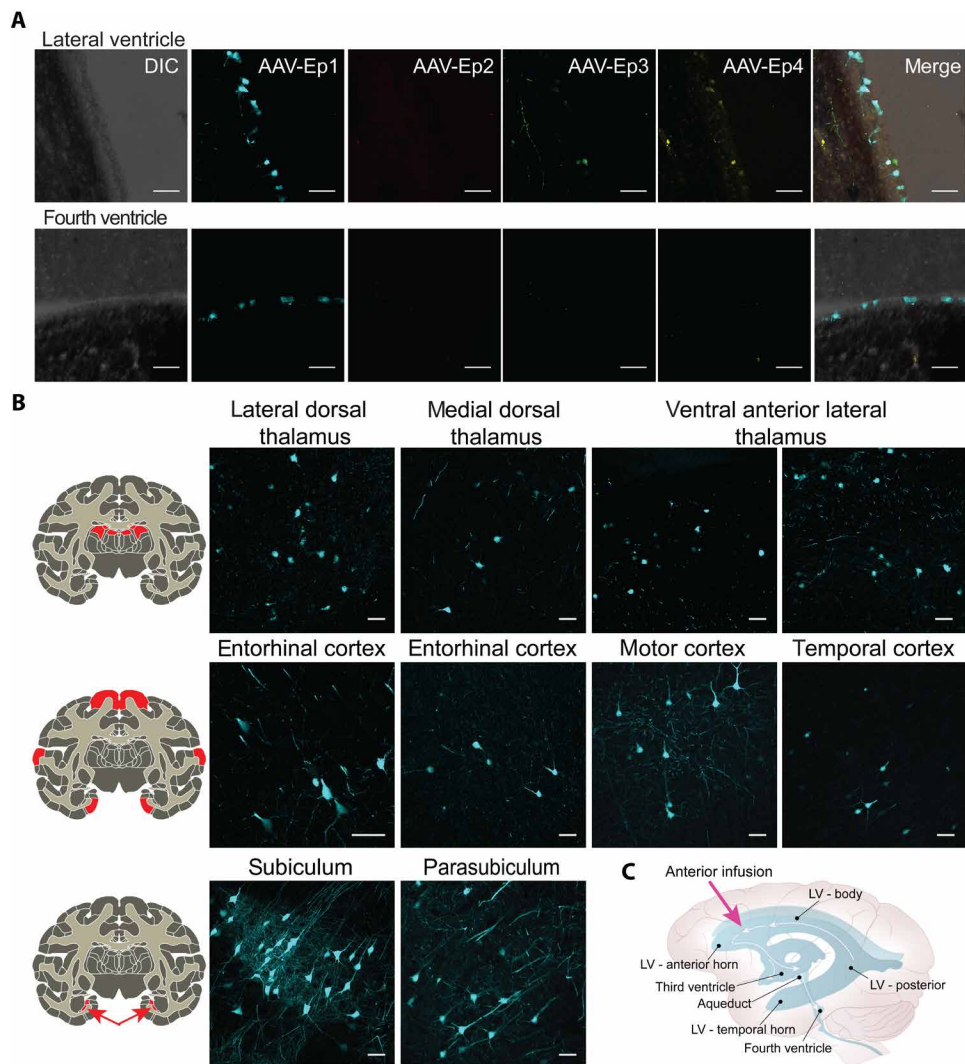 A
Lateral ventricle
DIC
AAV-Ep1
AAV-Ep2
AAV-Ep3
AAV-Ep4
Merge
Fourth ventricle
B
Lateral dorsal
thalamus
Medial dorsal
thalamus
Ventral anterior lateral
thalamus
Entorhinal cortex
Entorhinal cortex
Motor cortex
Temporal cortex
Subiculum
Parasubiculum
C
Anterior infusion
LV - body
LV - anterior horn
Third ventricle
Aqueduct
LV - temporal horn
LV - posterior
Fourth ventricle